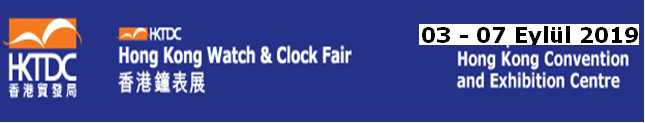 HKTDC
香港貿發局
HKTDC
Hong Kong Watch & Clock Fair
香港鐘表展
03 - 07 Eylül 2019
Hong Kong Convention
and Exhibition Centre